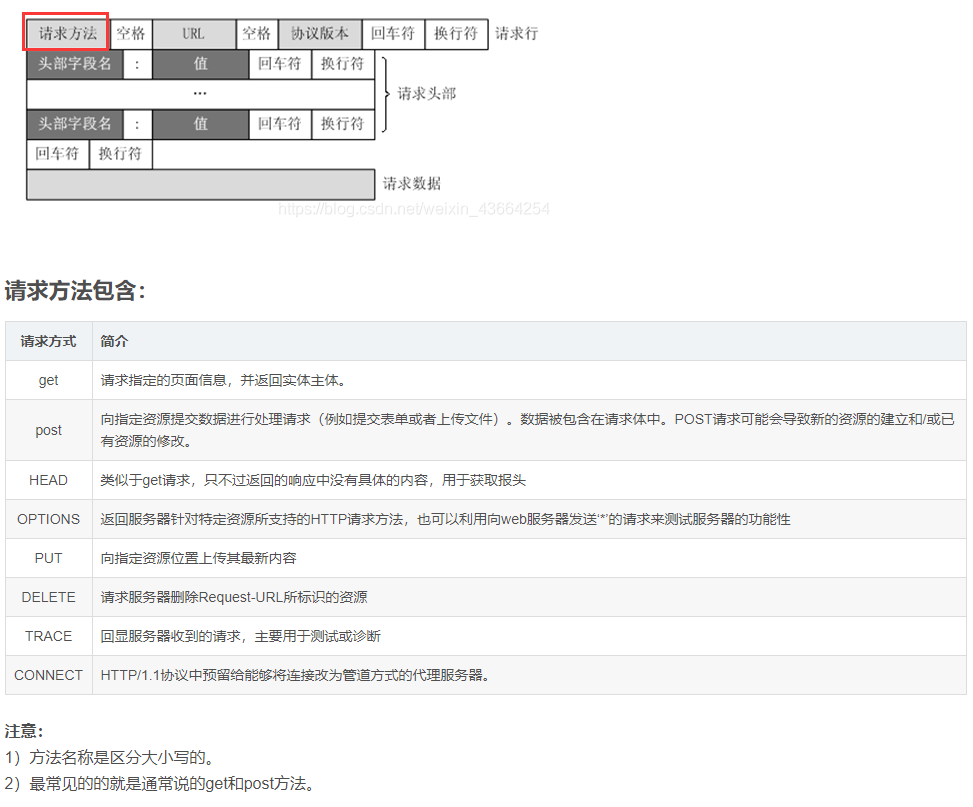 请求方法 空格 URL 空格 协议版本 回车符 换行符 请求行
头部字段名 : 值 回车符 换行符
... 请求头部
头部字段名 : 值 回车符 换行符
回车符 换行符
请求数据
https://blog.csdn.net/weixin_43664254
请求方法包含：
请求方式 简介
get 请求指定的页面信息，并返回实体主体。
post 向指定资源提交数据进行处理请求（例如提交表单或者上传文件）。数据被包含在请求体中。POST请求可能会导致新的资源的建立和/或已
有资源的修改。
HEAD 类似于get请求，只不过返回的响应中没有具体的内容，用于获取报头
OPTIONS 返回服务器针对特定资源所支持的HTTP请求方法，也可以利用向web服务器发送‘*’的请求来测试服务器的功能性
PUT 向指定资源位置上传其最新内容
DELETE 请求服务器删除Request-URL所标识的资源
TRACE 回显服务器收到的请求，主要用于测试或诊断
CONNECT HTTP/1.1协议中预留给能够将连接改为管道方式的代理服务器。
注意：
1）方法名称是区分大小写的。
2）最常见的的就是通常说的get和post方法。